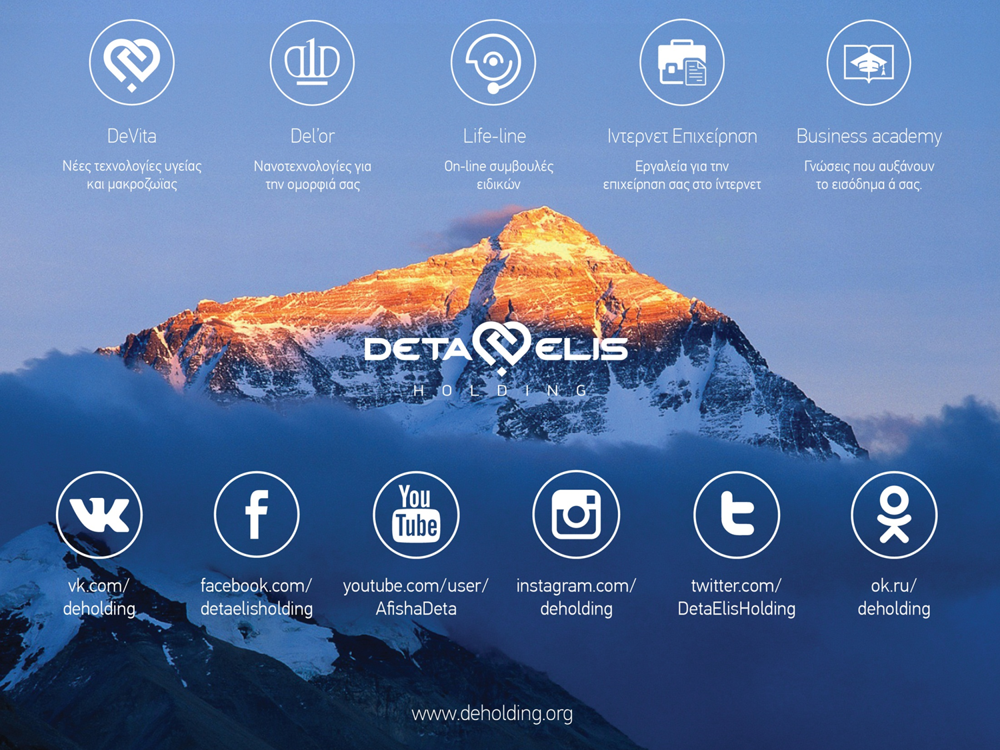 DeVita
Νέες τεχνολογίες υγείας
και μακροζωϊας
Del'or
Νανοτεχνολογίες για
την ομορφιά σας
Life-line
On-line συμβουλές
ειδικών
Ιντερνετ Επιχείρηση
Εργαλεία για την
επιχείρηση σας στο ίντερνετ
Business academy
Γνώσεις που αυξάνουν
το εισόδημα ά σας.
DETA ELIS
HOLDING
You
Tube
vk.com/
deholding
facebook.com/
detaelisholding
youtube.com/user/
AfishaDeta
instagram.com/
deholding
twitter.com/
DetaElisHolding
ok.ru/
deholding
www.deholding.org